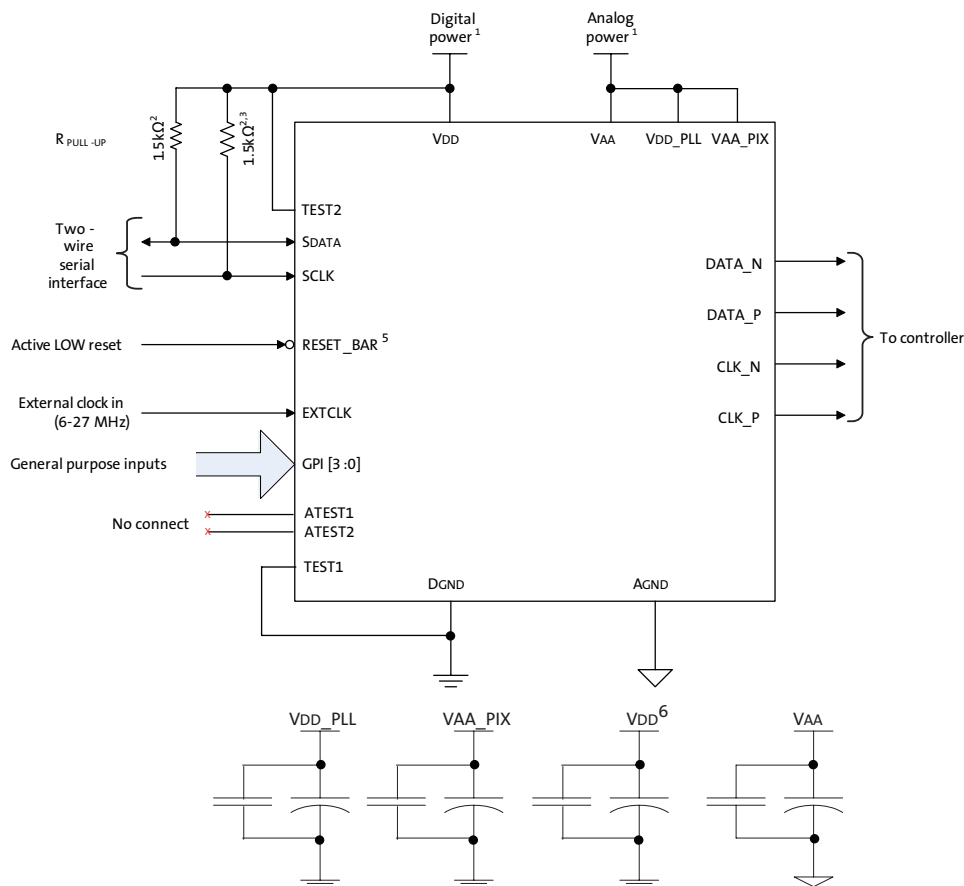 Digital
power 1
Analog
power 1
R PULL -UP
1.5kΩ2
1.5kΩ2,3
VDD
VAA
VDD_PLL
VAA_PIX
TEST2
Two -
wire
serial
interface
SDATA
SCLK
DATA_N
DATA_P
CLK_N
CLK_P
To controller
Active LOW reset
RESET_BAR 5
External clock in
(6-27 MHz)
EXTCLK
General purpose inputs
GPI [3 :0]
No connect
x
x
ATEST1
ATEST2
TEST1
DGND
AGND
VDD_PLL
VAA_PIX
VDD6
VAA